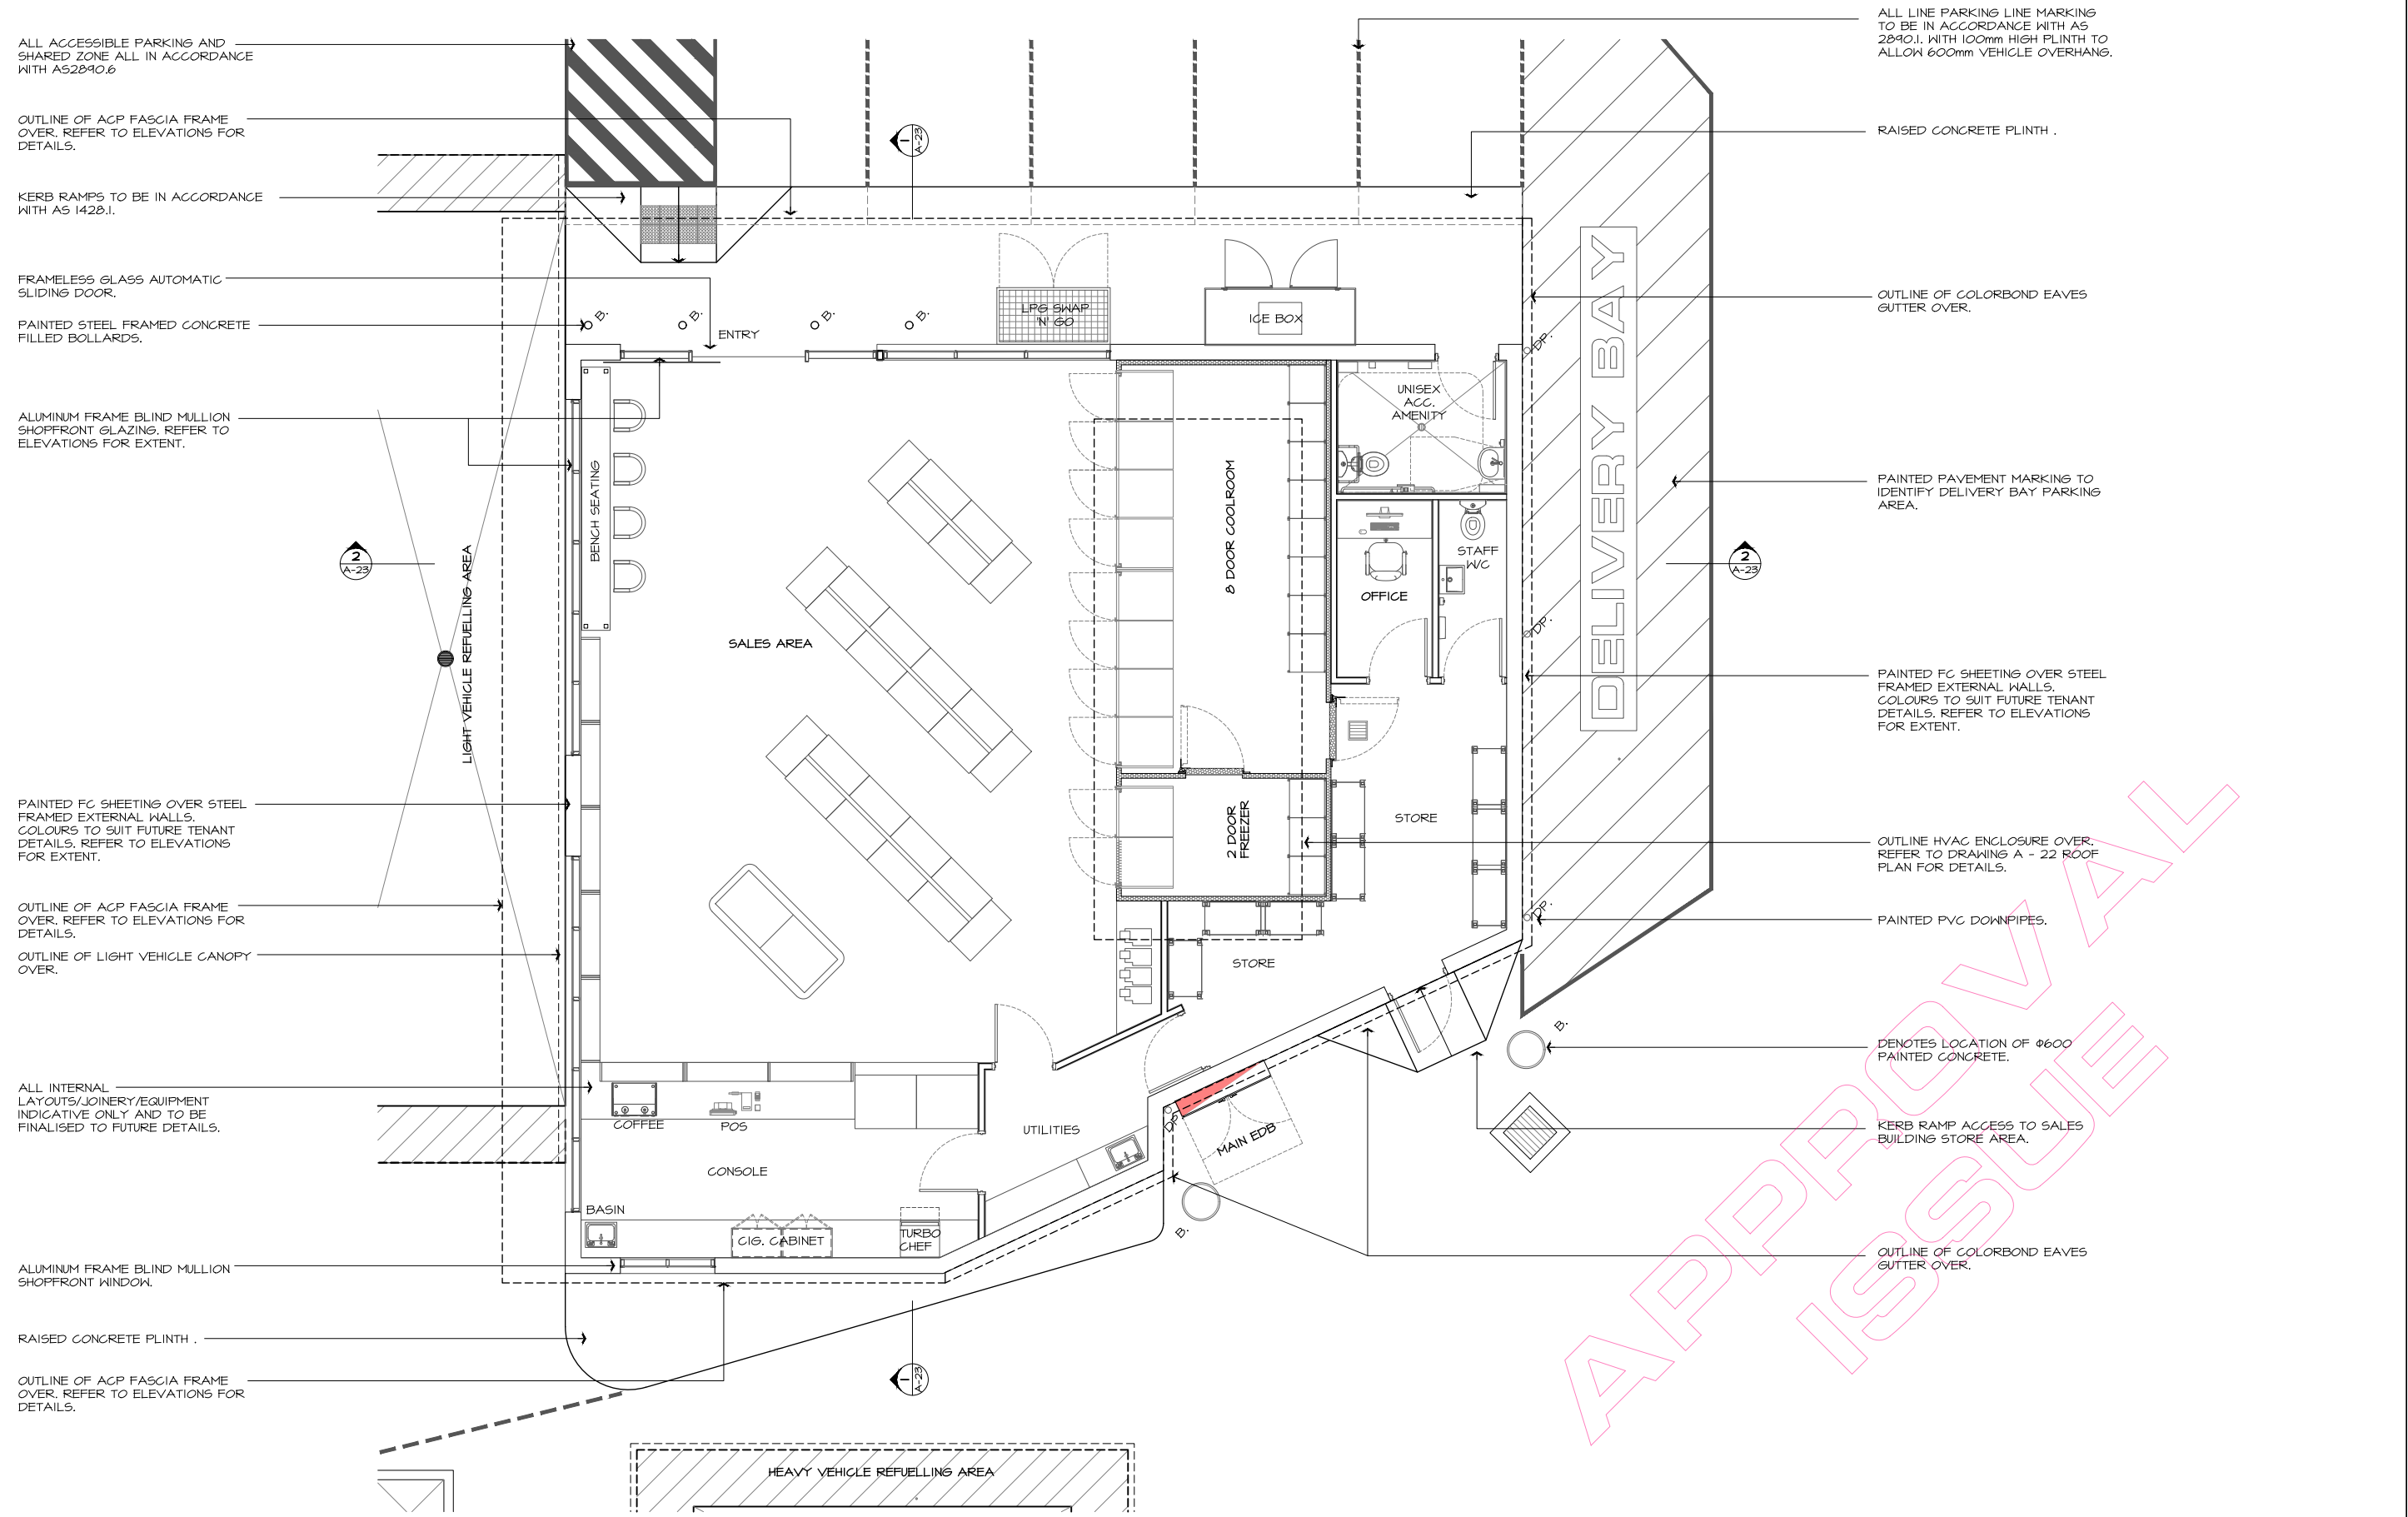 ALL ACCESSIBLE PARKING AND
SHARED ZONE ALL IN ACCORDANCE
WITH AS2890.6
OUTLINE OF ACP FASCIA FRAME
OVER. REFER TO ELEVATIONS FOR
DETAILS.
KERB RAMPS TO BE IN ACCORDANCE
WITH AS 1428.1.
FRAMELESS GLASS AUTOMATIC
SLIDING DOOR.
PAINTED STEEL FRAMED CONCRETE
FILLED BOLLARDS.
ALUMINUM FRAME BLIND MULLION
SHOPFRONT GLAZING. REFER TO
ELEVATIONS FOR EXTENT.
PAINTED FC SHEETING OVER STEEL
FRAMED EXTERNAL WALLS.
COLOURS TO SUIT FUTURE TENANT
DETAILS. REFER TO ELEVATIONS
FOR EXTENT.
OUTLINE OF ACP FASCIA FRAME
OVER. REFER TO ELEVATIONS FOR
DETAILS.
OUTLINE OF LIGHT VEHICLE CANOPY
OVER.
ALL INTERNAL
LAYOUTS/JOINERY/EQUIPMENT
INDICATIVE ONLY AND TO BE
FINALISED TO FUTURE DETAILS.
ALUMINUM FRAME BLIND MULLION
SHOPFRONT WINDOW.
RAISED CONCRETE PLINTH .
OUTLINE OF ACP FASCIA FRAME
OVER. REFER TO ELEVATIONS FOR
DETAILS.
1
A-23
B.
B.
B.
B.
ENTRY
LPG SWAP
'N' GO
ICE BOX
DP.
UNISEX
ACC.
AMENITY
BENCH SEATING
8 DOOR COOLROOM
STAFF
W/C
OFFICE
2
A-23
LIGHT VEHICLE REFUELLING AREA
SALES AREA
DP.
DELIVERY BAY
2
A-23
2 DOOR
FREEZER
STORE
DP.
STORE
B.
COFFEE
POS
UTILITIES
DP.
MAIN EDB
CONSOLE
BASIN
CIG. CABINET
TURBO
CHEF
B.
1
A-23
HEAVY VEHICLE REFUELLING AREA
ALL LINE PARKING LINE MARKING
TO BE IN ACCORDANCE WITH AS
2890.1. WITH 100mm HIGH PLINTH TO
ALLOW 600mm VEHICLE OVERHANG.
RAISED CONCRETE PLINTH .
OUTLINE OF COLORBOND EAVES
GUTTER OVER.
PAINTED PAVEMENT MARKING TO
IDENTIFY DELIVERY BAY PARKING
AREA.
PAINTED FC SHEETING OVER STEEL
FRAMED EXTERNAL WALLS.
COLOURS TO SUIT FUTURE TENANT
DETAILS. REFER TO ELEVATIONS
FOR EXTENT.
OUTLINE HVAC ENCLOSURE OVER.
REFER TO DRAWING A - 22 ROOF
PLAN FOR DETAILS.
PAINTED PVC DOWNPIPES.
DENOTES LOCATION OF Φ600
PAINTED CONCRETE.
KERB RAMP ACCESS TO SALES
BUILDING STORE AREA.
OUTLINE OF COLORBOND EAVES
GUTTER OVER.
APPROVAL
ISSUE